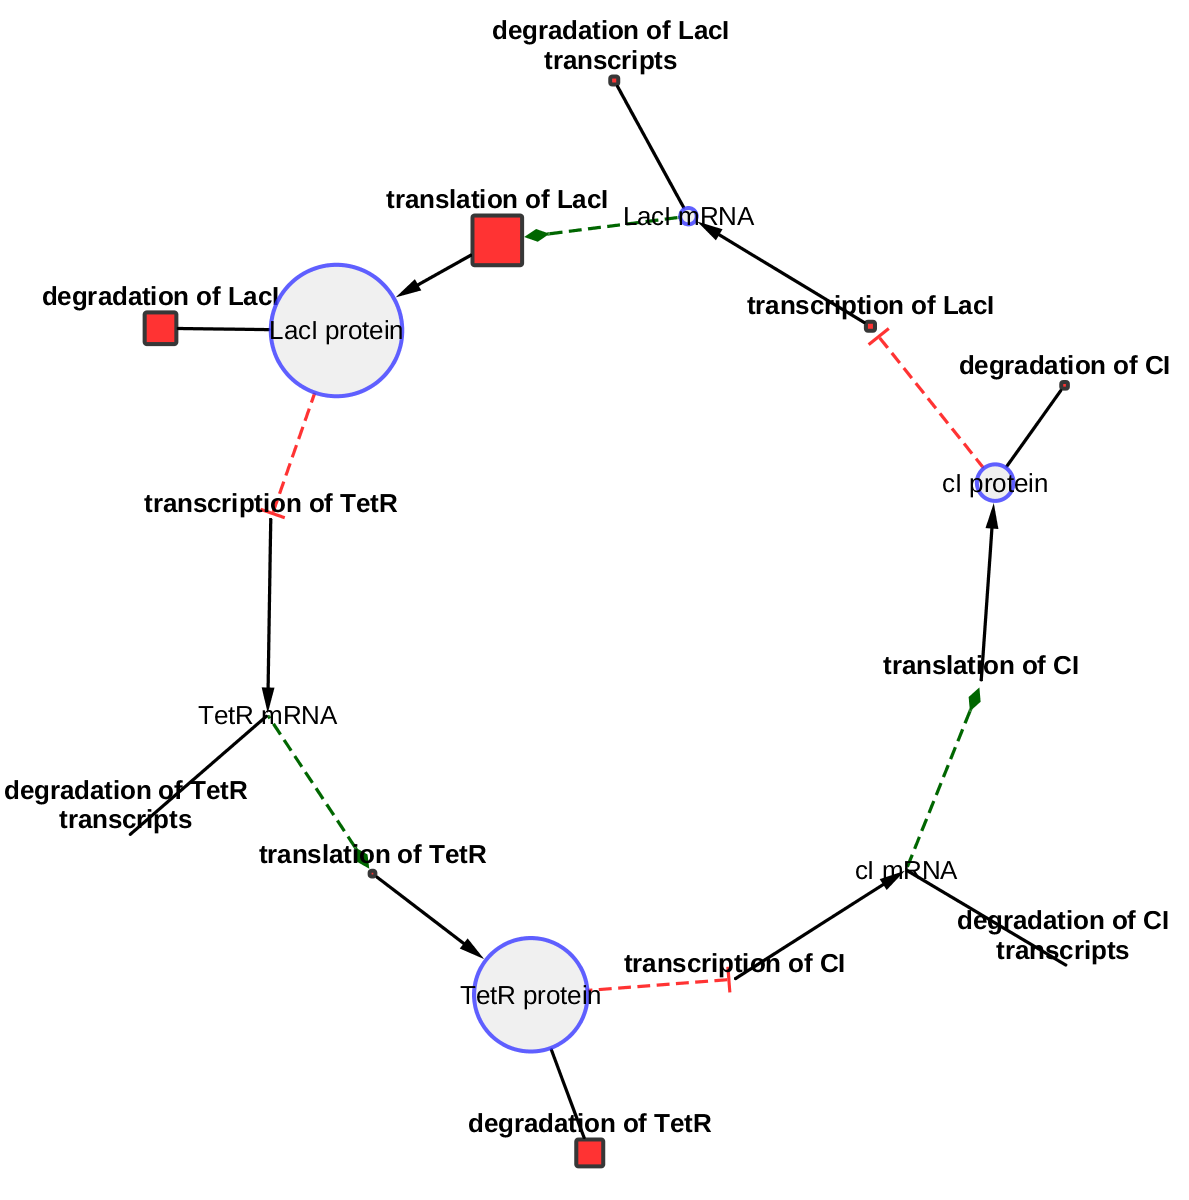 degradation of LacI
transcripts
translation of LacI
LacI mRNA
degradation of LacI
transcription of LacI
LacI protein
degradation of CI
cI protein
transcription of TetR
translation of CI
TetR mRNA
degradation of TetR
transcripts
translation of TetR
cI mRNA
degradation of CI
transcripts
transcription of CI
TetR protein
degradation of TetR